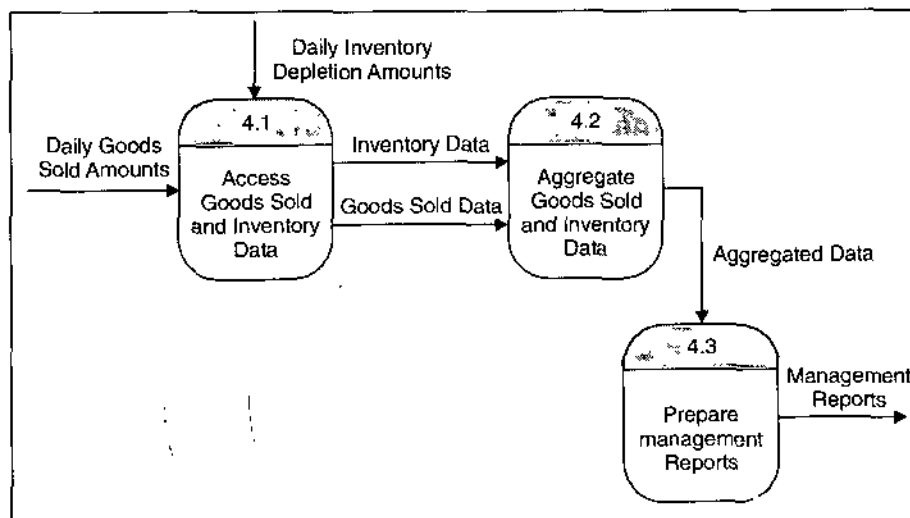 Daily Inventory
Depletion Amounts
Daily Goods
Sold Amounts
4.1
Access
Goods Sold
and Inventory
Data
Inventory Data
Goods Sold Data
4.2
Aggregate
Goods Sold
and Inventory
Data
Aggregated Data
4.3
Prepare
management
Reports
Management
Reports